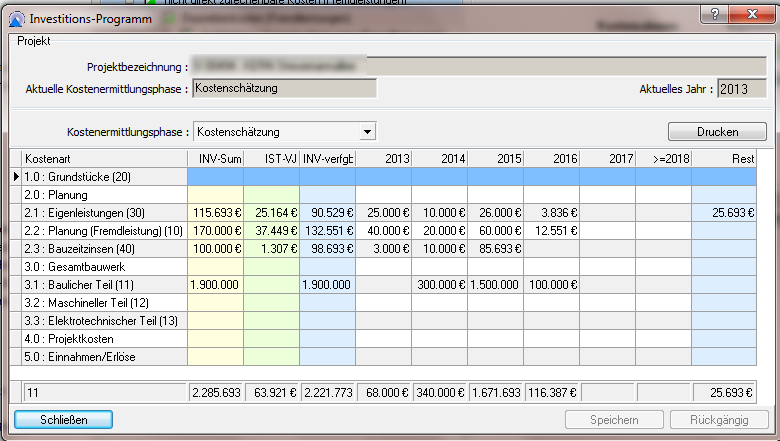 nicht direkt zurechenbare Kosten (Fremdleistungen)
Investitions-Programm
Projekt
Projektbezeichnung :
Aktuelle Kostenermittlungsphase : Kostenschätzung Aktuelles Jahr : 2013
Kostenermittlungsphase : Kostenschätzung Drucken
Kostenart INV-Sum IST-VJ INV-verfgb 2013 2014 2015 2016 2017 >=2018 Rest
1.0 : Grundstücke (20)
2.0 : Planung
2.1 : Eigenleistungen (30) 115.693 € 25.164 € 90.529 € 25.000 € 10.000 € 26.000 € 3.836 € 25.693 €
2.2 : Planung (Fremdleistung) (10) 170.000 € 37.449 € 132.551 € 40.000 € 20.000 € 60.000 € 12.551 €
2.3 : Bauzeitzinsen (40) 100.000 € 1.307 € 98.693 € 3.000 € 10.000 € 85.693 €
3.0 : Gesamtbauwerk
3.1 : Baulicher Teil (11) 1.900.000 1.900.000 300.000 € 1.500.000 100.000 €
3.2 : Maschineller Teil (12)
3.3 : Elektrotechnischer Teil (13)
4.0 : Projektkosten
5.0 : Einnahmen/Erlöse
11 2.285.693 63.921 € 2.221.773 68.000 € 340.000 € 1.671.693 116.387 € 25.693 €
Schließen Speichern Rückgängig